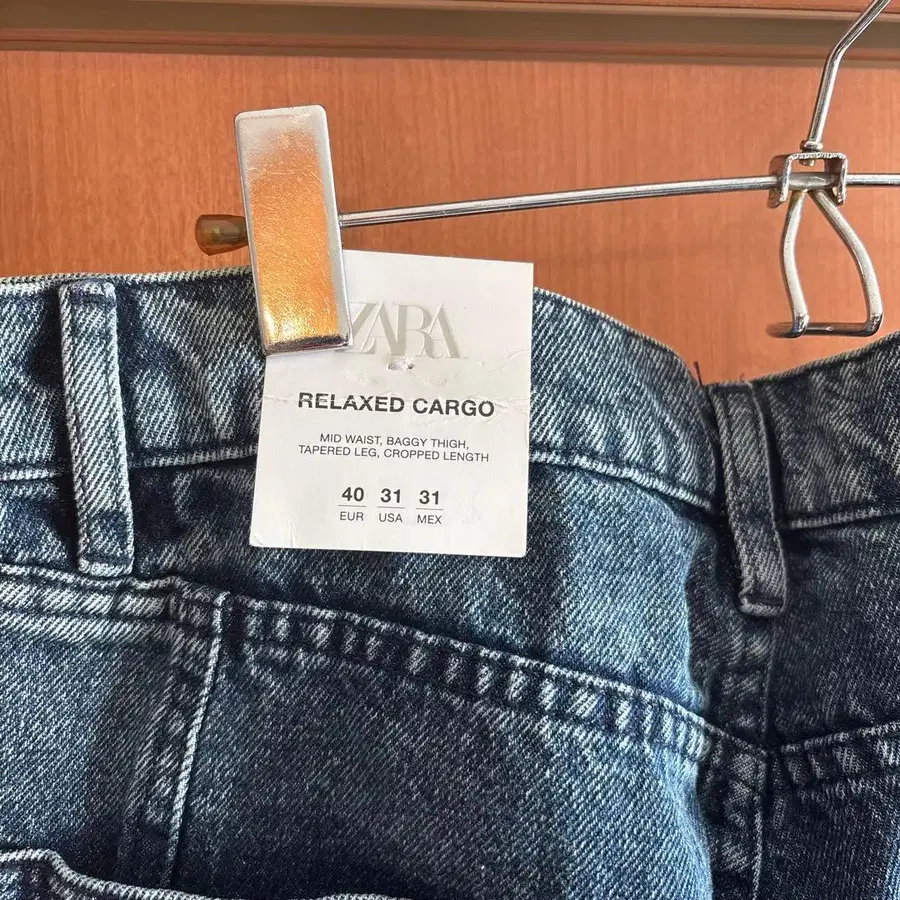 ZARA
RELAXED CARGO
MID WAIST, BAGGY THIGH,
TAPERED LEG, CROPPED LENGTH
40 31 31
EUR USA MEX